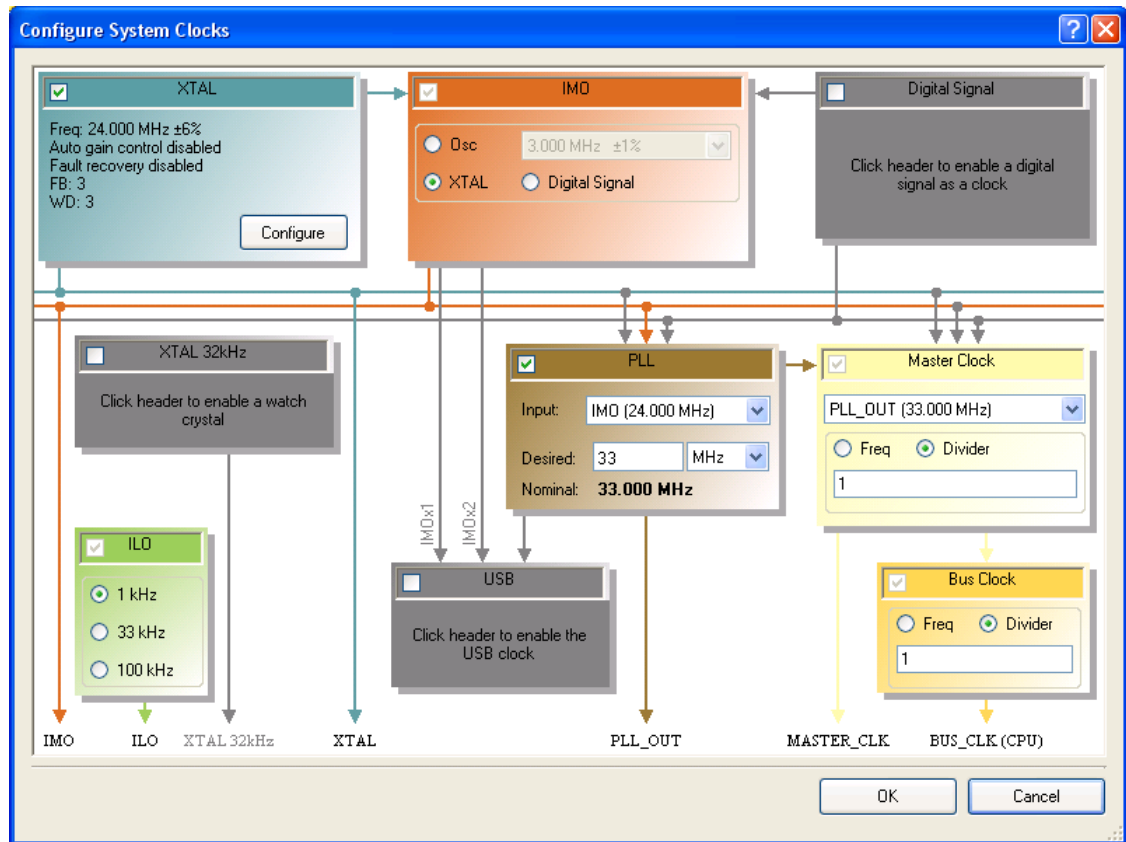 Configure System Clocks
XTAL
Freq: 24.000 MHz ±6%
Auto gain control disabled
Fault recovery disabled
FB: 3
WD: 3
Configure
IMO
Osc
3.000 MHz ±1%
XTAL
Digital Signal
Digital Signal
Click header to enable a digital
signal as a clock
XTAL 32kHz
Click header to enable a watch
crystal
PLL
Input:
IMO (24.000 MHz)
Desired:
33
MHz
Nominal:
33.000 MHz
Master Clock
PLL_OUT (33.000 MHz)
Freq
Divider
1
IMOx1
IMOx2
ILO
1 kHz
33 kHz
100 kHz
USB
Click header to enable the
USB clock
Bus Clock
Freq
Divider
1
IMO
ILO
XTAL 32kHz
XTAL
PLL_OUT
MASTER_CLK
BUS_CLK (CPU)
OK
Cancel